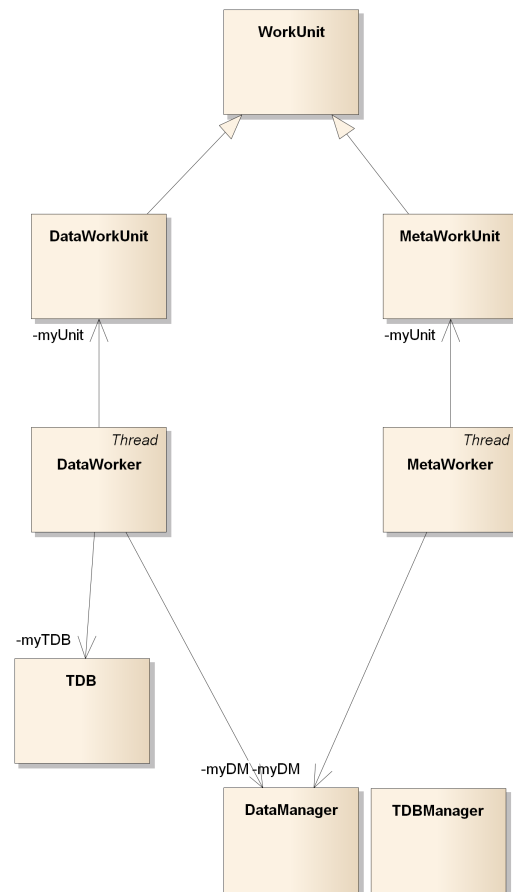 WorkUnit
DataWorkUnit
MetaWorkUnit
-myUnit
-myUnit
Thread
DataWorker
Thread
MetaWorker
-myTDB
TDB
-myDM
-myDM
DataManager
TDBManager